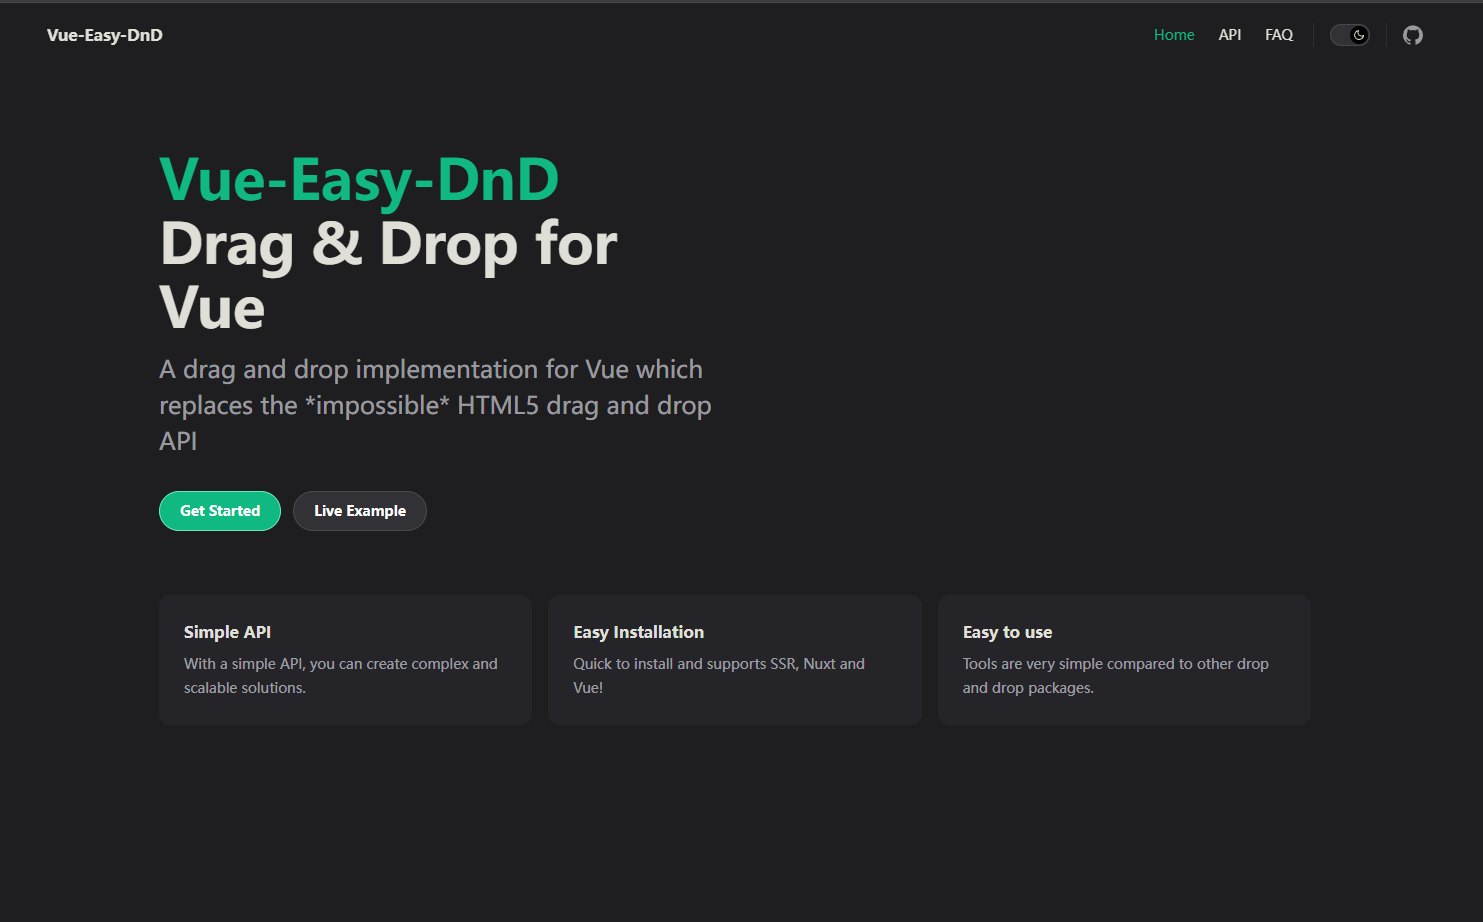 Vue-Easy-DnD
Home API FAQ
Vue-Easy-DnD
Drag & Drop for
Vue
A drag and drop implementation for Vue which
replaces the *impossible* HTML5 drag and drop
API
Get Started Live Example
Simple API
With a simple API, you can create complex and
scalable solutions.
Easy Installation
Quick to install and supports SSR, Nuxt and
Vue!
Easy to use
Tools are very simple compared to other drop
and drop packages.